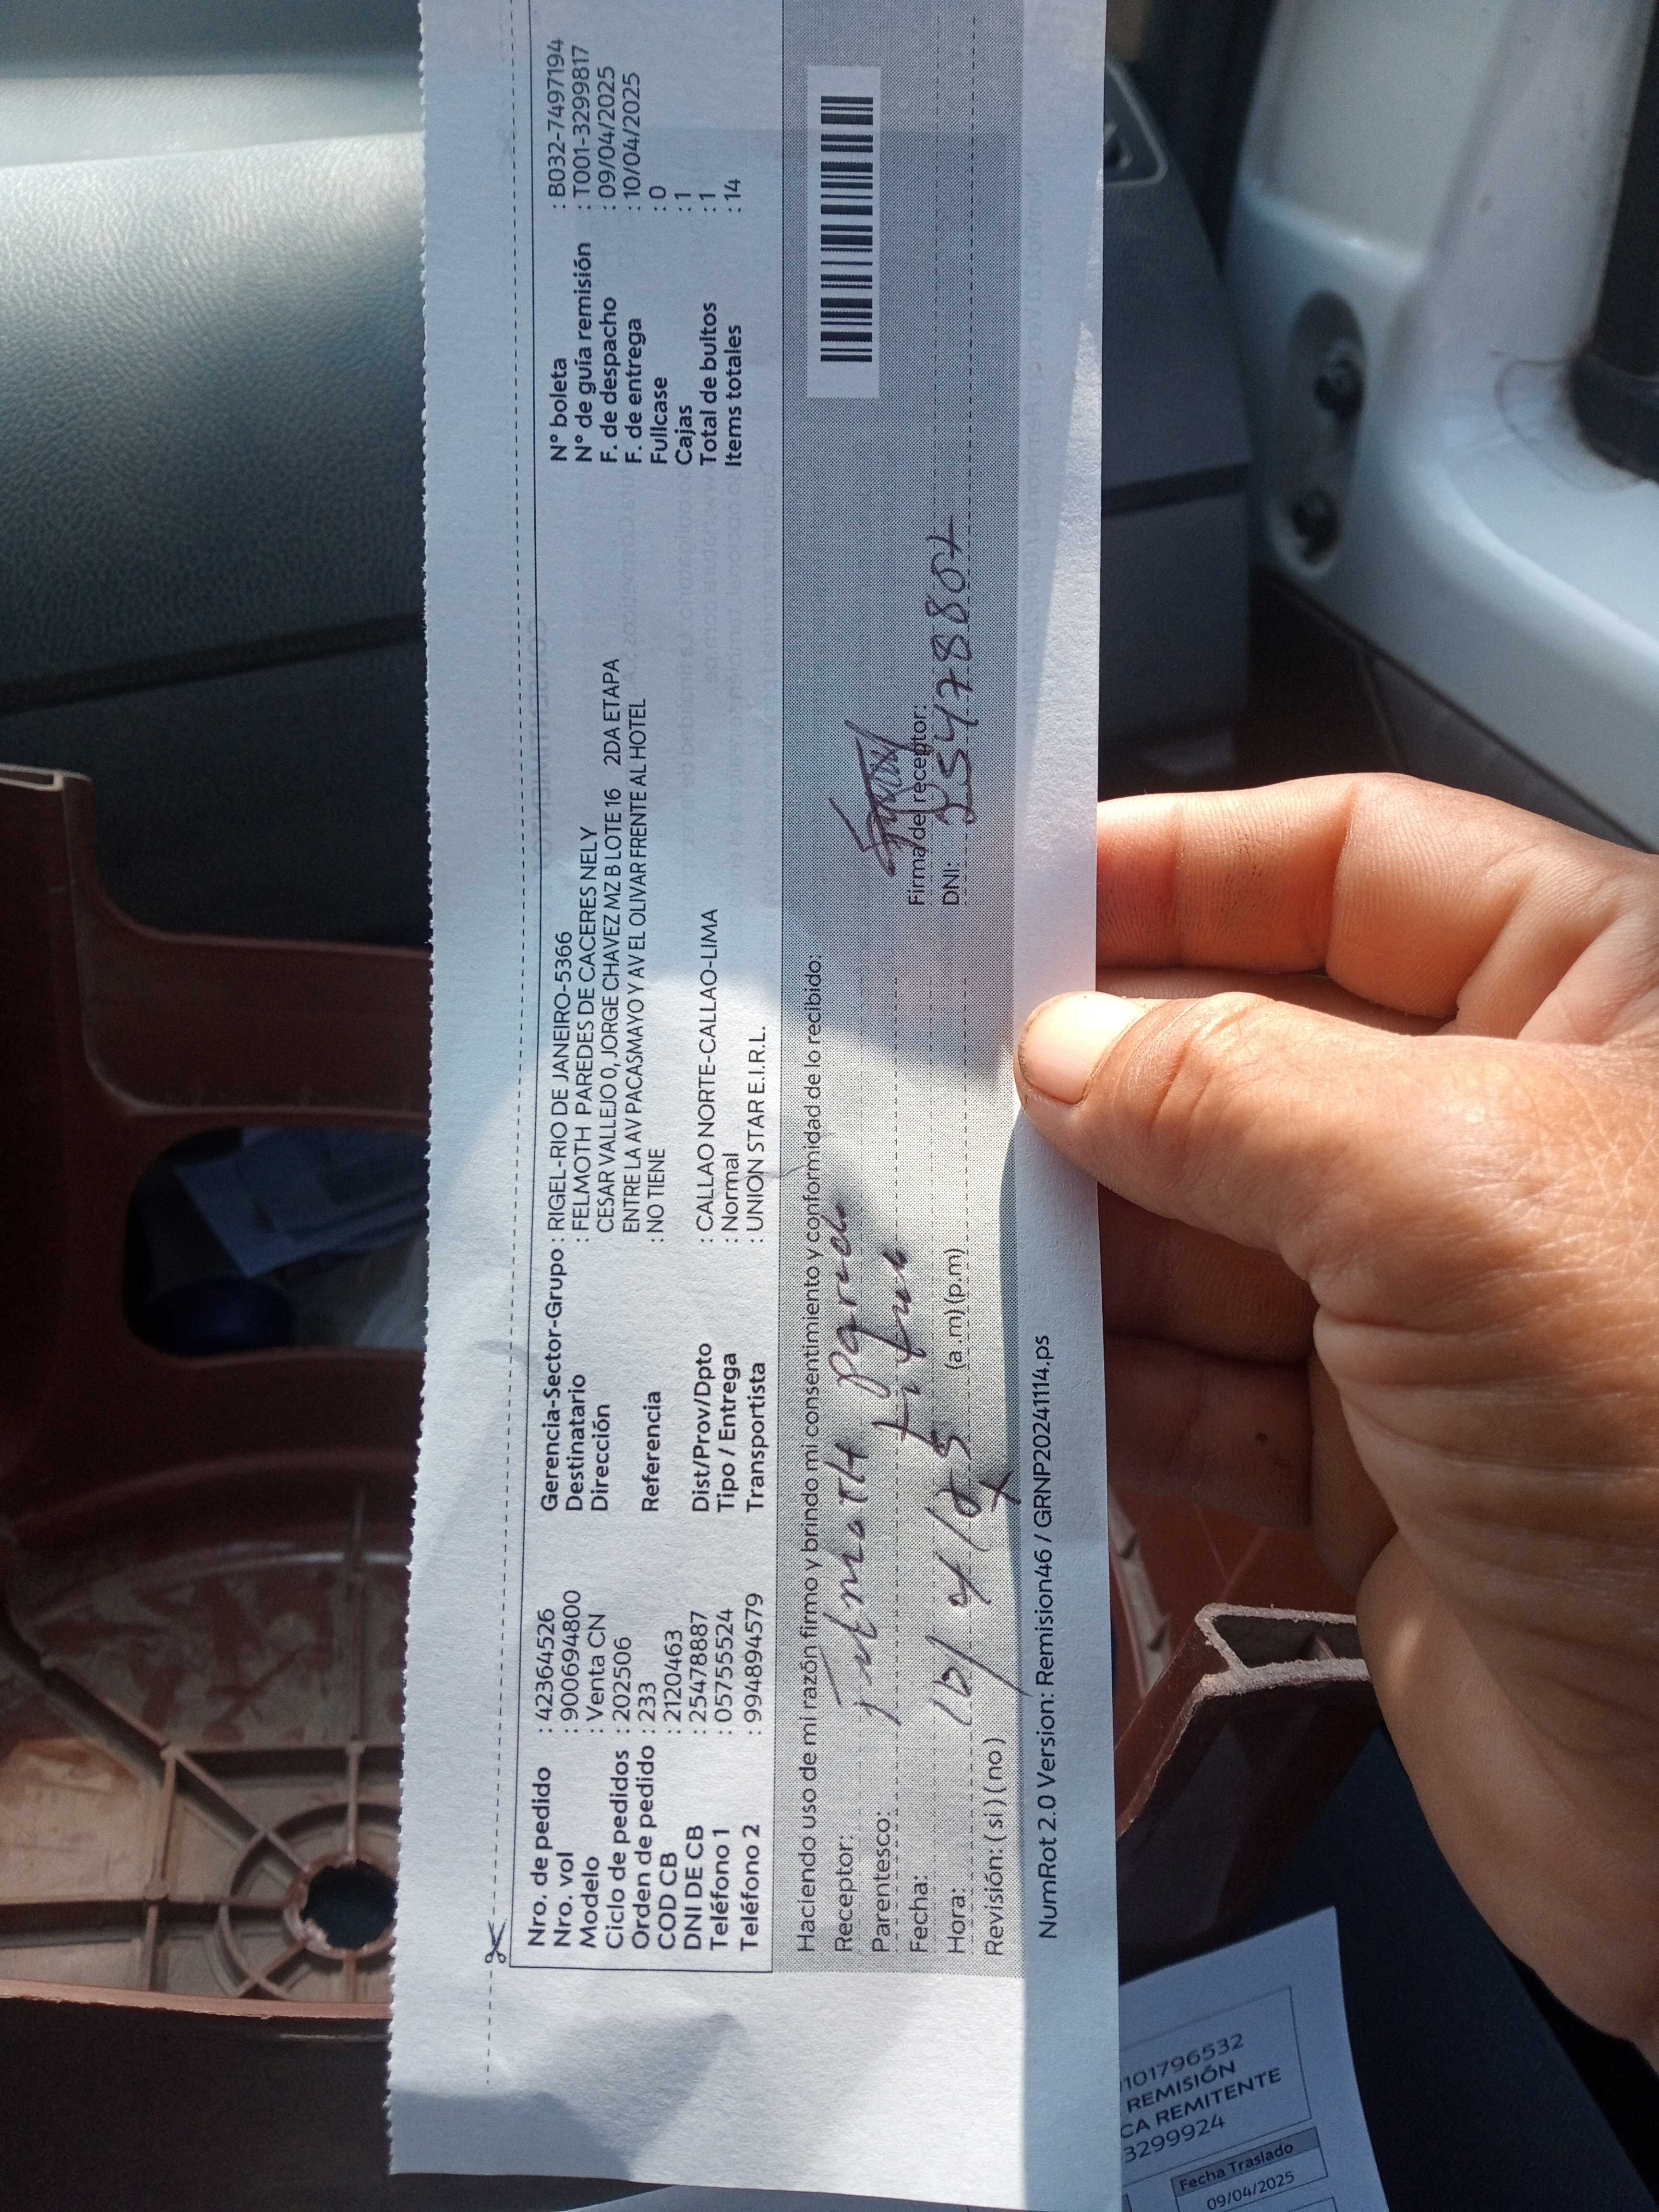 Nro. de pedido : 42364526
Nro. vol : 900694800
Modelo : Venta CN
Ciclo de pedidos : 202506
Orden de pedido : 233
COD CB : 2120463
DNI DE CB : 25478887
Teléfono 1 : 05755524
Teléfono 2 : 994894579
Gerencia-Sector-Grupo : RIGEL-RIO DE JANEIRO-5366
Destinatario : FELMOTH PAREDES DE CACERES NELY
Dirección CESAR VALLEJO 0, JORGE CHAVEZ MZ B LOTE 16 2DA ETAPA
ENTRE LA AV PACASMAYO Y AV EL OLIVAR FRENTE AL HOTEL
Referencia : NO TIENE
Dist/Prov/Dpto : CALLAO NORTE-CALLAO-LIMA
Tipo / Entrega : Normal
Transportista : UNION STAR E.I.R.L.
N° boleta : B032-7497194
N° de guía remisión : T001-3299817
F. de despacho : 09/04/2025
F. de entrega : 10/04/2025
Fullcase : 0
Cajas : 1
Total de bultos : 1
Items totales : 14
Haciendo uso de mi razón firmo y brindo mi consentimiento y conformidad de lo recibido:
Receptor:
Parentesco:
Fecha: 10/ 4/25
Hora: (a .m) (p.m)
Revisión: ( si ) ( no )
Firma del receptor:
DNI:
NumRot 2.0 Version: Remision46 / GRNP20241114.ps
101796532
REMISIÓN
CA REMITENTE
3299924
Fecha Traslado
09/04/2025